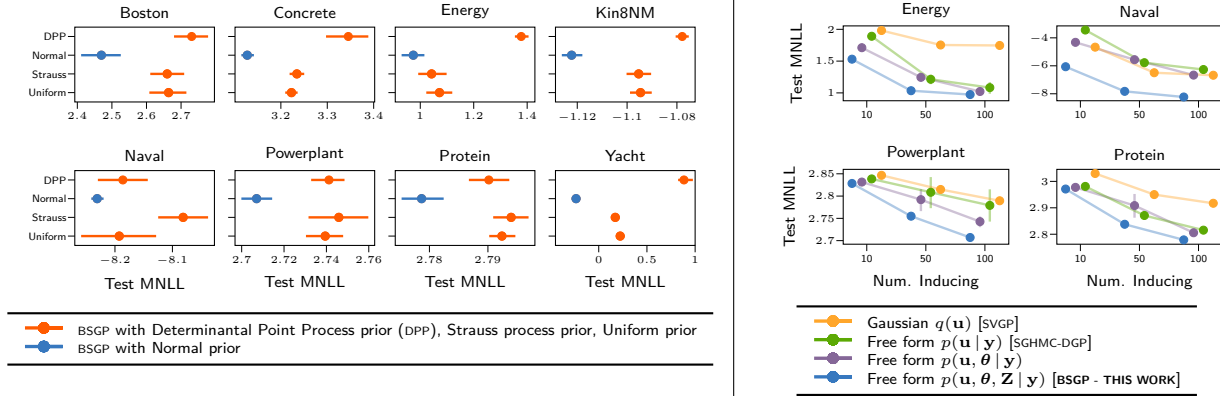 Boston Concrete Energy Kin8NM
DPP
Normal
Strauss
Uniform
2.4 2.5 2.6 2.7 3.2 3.3 3.4 1 1.2 1.4 −1.12 −1.1 −1.08
Naval Powerplant Protein Yacht
DPP
Normal
Strauss
Uniform
−8.2 −8.1 2.7 2.72 2.74 2.76 2.78 2.79 0 0.5 1
Test MNLL Test MNLL Test MNLL Test MNLL
BSGP with Determinantal Point Process prior (DPP), Strauss process prior, Uniform prior
BSGP with Normal prior
Energy Naval
Test MNLL
2
1.5
1
−4
−6
−8
10 50 100 10 50 100
Powerplant Protein
Test MNLL
2.85
2.8
2.75
2.7
3
2.9
2.8
10 50 100 10 50 100
Num. Inducing Num. Inducing
Gaussian q(u) [SVGP]
Free form p(u | y) [SGHMC-DGP]
Free form p(u, θ | y)
Free form p(u, θ, Z | y) [BSGP - THIS WORK]